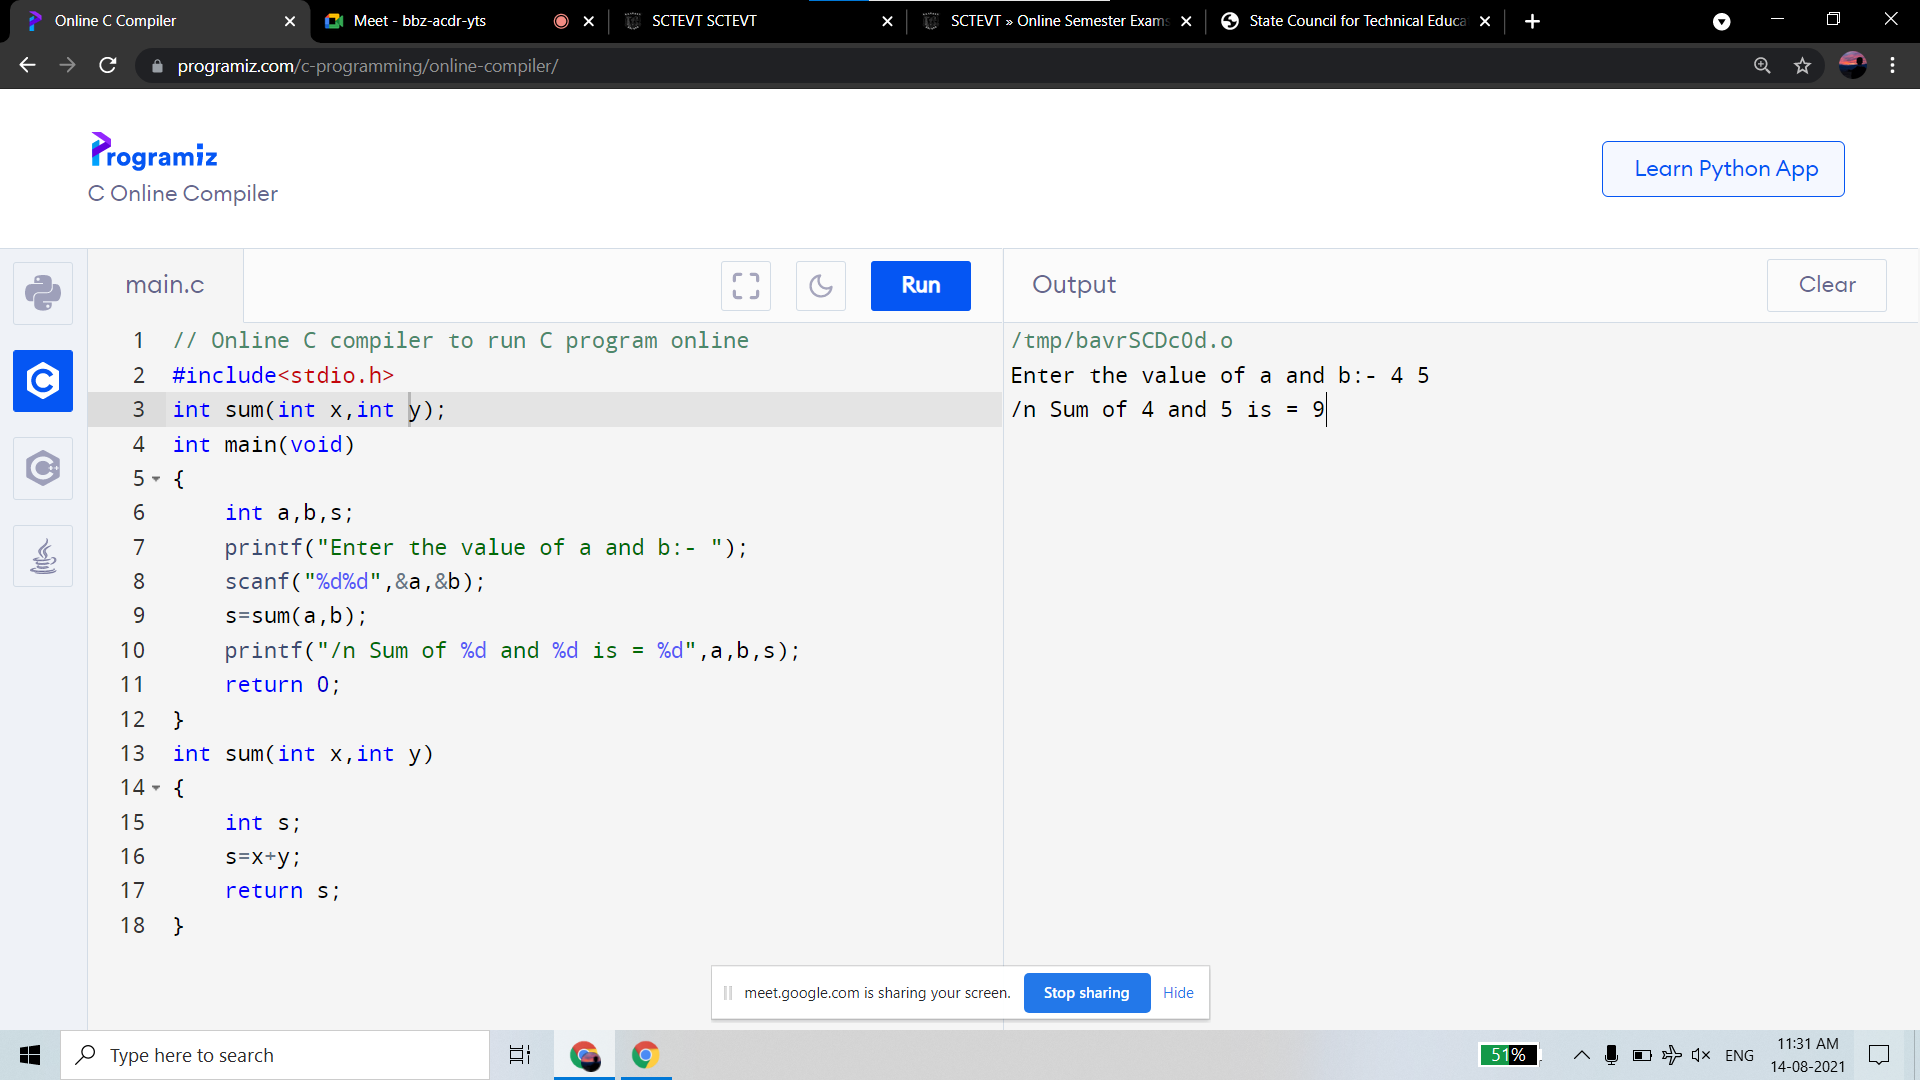 Online C Compiler
Meet - bbz-acdr-yts
SCTEVT SCTEVT
SCTEVT » Online Semester Exams
State Council for Technical Educa
programiz.com/c-programming/online-compiler/
Programiz
C Online Compiler
Learn Python App
main.c
Run
Output
Clear
1 // Online C compiler to run C program online
2 #include<stdio.h>
3 int sum(int x,int y);
4 int main(void)
5 {
6 int a,b,s;
7 printf("Enter the value of a and b:- ");
8 scanf("%d%d",&a,&b);
9 s=sum(a,b);
10 printf("/n Sum of %d and %d is = %d",a,b,s);
11 return 0;
12 }
13 int sum(int x,int y)
14 {
15 int s;
16 s=x+y;
17 return s;
18 }
/tmp/bavrSCDc0d.o
Enter the value of a and b:- 4 5
/n Sum of 4 and 5 is = 9
meet.google.com is sharing your screen.
Stop sharing
Hide
Type here to search
51%
ENG
11:31 AM
14-08-2021